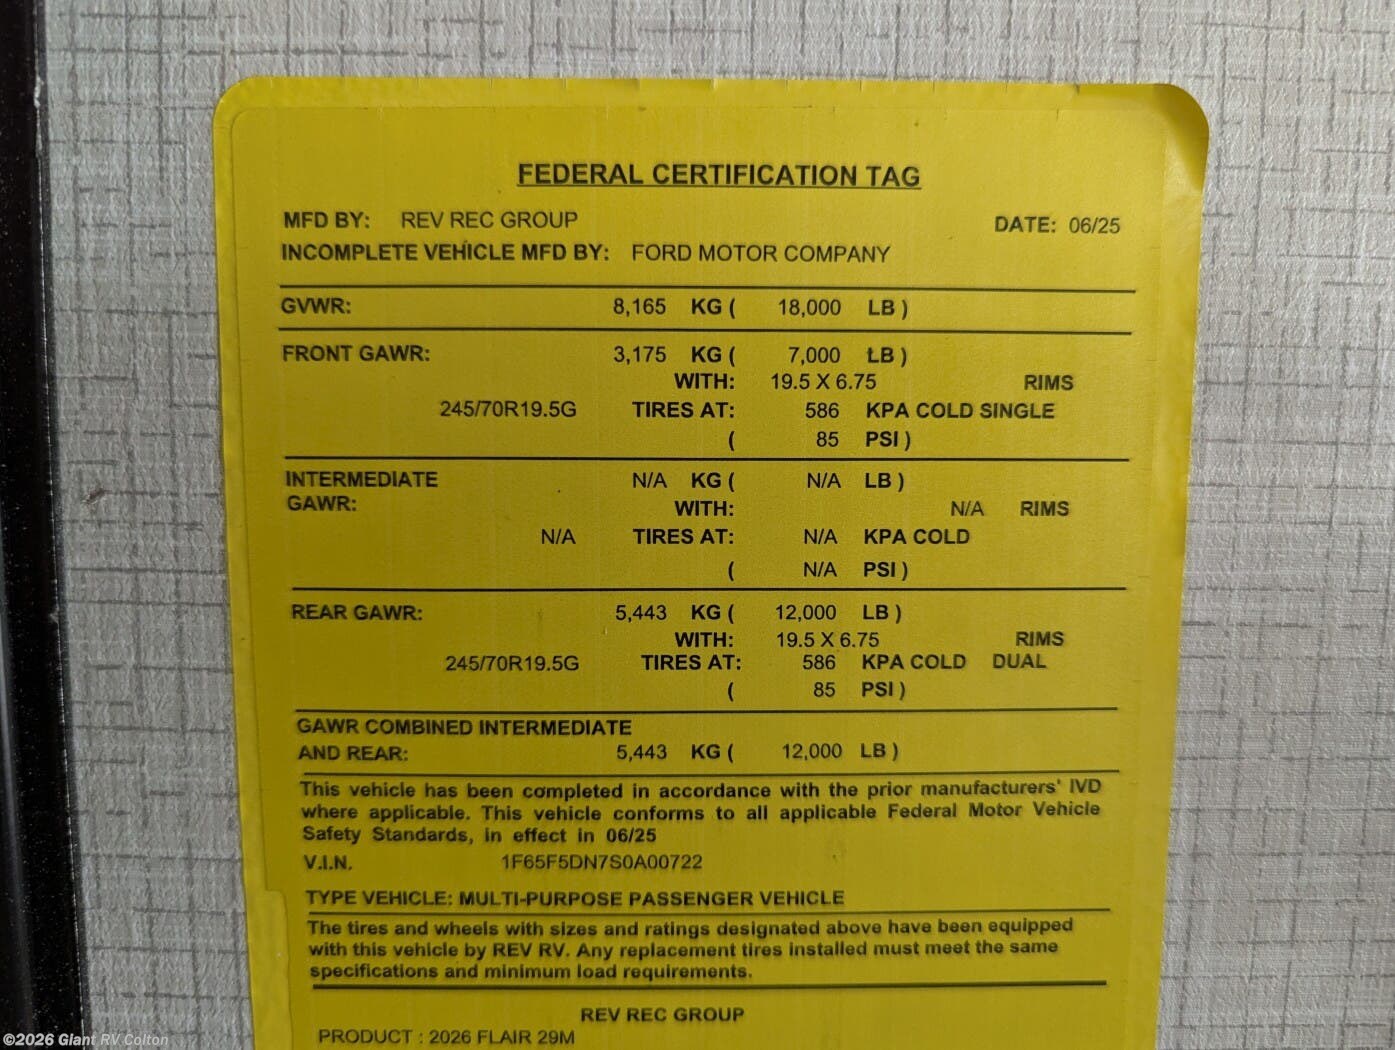 FEDERAL CERTIFICATION TAG
MFD BY: REV REC GROUP DATE: 06/25
INCOMPLETE VEHICLE MFD BY: FORD MOTOR COMPANY
GVWR: 8,165 KG ( 18,000 LB )
FRONT GAWR: 3,175 KG ( 7,000 LB )
WITH: 19.5 X 6.75 RIMS
245/70R19.5G TIRES AT: 586 KPA COLD SINGLE
( 85 PSI )
INTERMEDIATE N/A KG ( N/A LB )
GAWR: WITH: N/A RIMS
N/A TIRES AT: N/A KPA COLD
( N/A PSI )
REAR GAWR: 5,443 KG ( 12,000 LB )
WITH: 19.5 X 6.75 RIMS
245/70R19.5G TIRES AT: 586 KPA COLD DUAL
( 85 PSI )
GAWR COMBINED INTERMEDIATE
AND REAR: 5,443 KG ( 12,000 LB )
This vehicle has been completed in accordance with the prior manufacturers' IVD
where applicable. This vehicle conforms to all applicable Federal Motor Vehicle
Safety Standards, in effect in 06/25
V.I.N. 1F65F5DN7S0A00722
TYPE VEHICLE: MULTI-PURPOSE PASSENGER VEHICLE
The tires and wheels with sizes and ratings designated above have been equipped
with this vehicle by REV RV. Any replacement tires installed must meet the same
specifications and minimum load requirements.
REV REC GROUP
PRODUCT : 2026 FLAIR 29M
©2026 Giant RV Colton